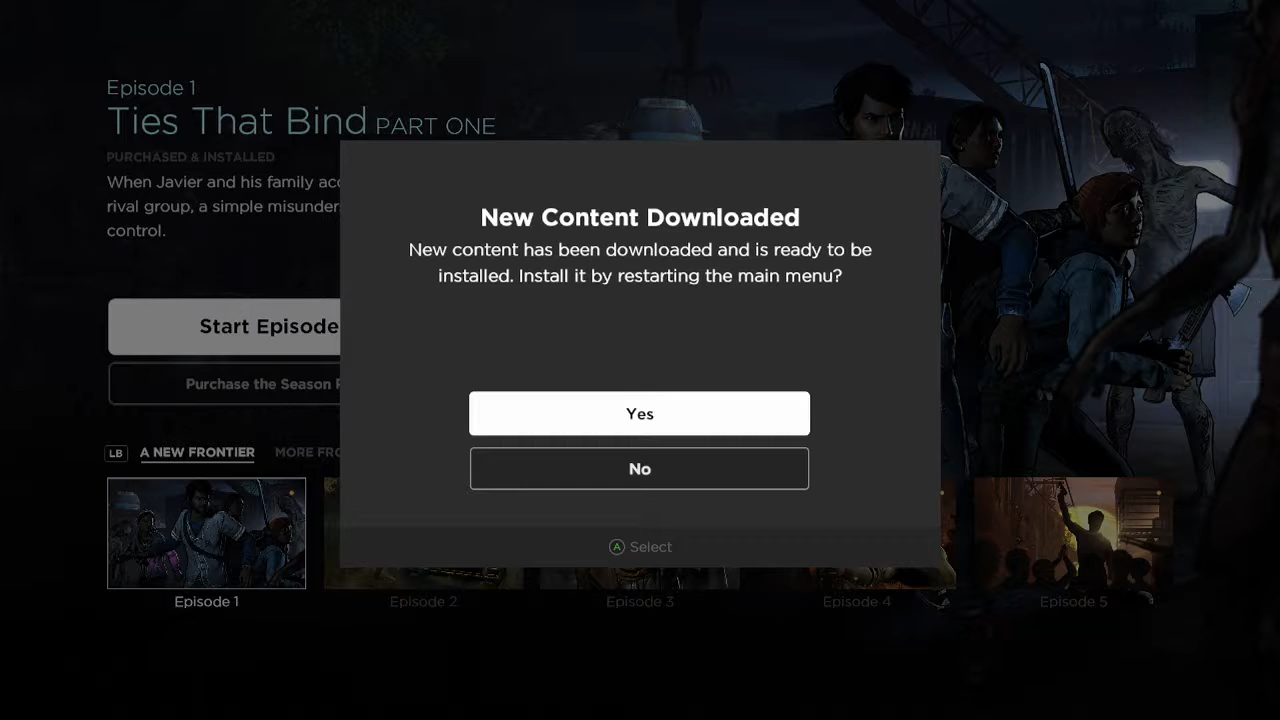 Episode 1
Ties That Bind PART ONE
PURCHASED & INSTALLED
When Javier and his family acc
rival group, a simple misunder
control.
New Content Downloaded
New content has been downloaded and is ready to be
installed. Install it by restarting the main menu?
Start Episode
Purchase the Season P
Yes
No
LB A NEW FRONTIER MORE FRO
A Select
Episode 1 Episode 2 Episode 3 Episode 4 Episode 5